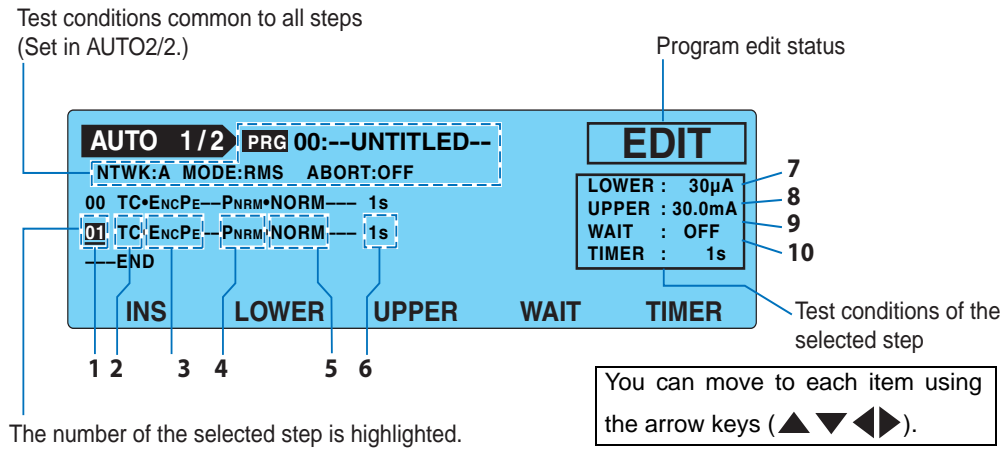 Test conditions common to all steps
(Set in AUTO2/2.)
Program edit status
AUTO 1/2 PRG 00:--UNTITLED--
EDIT
NTWK:A MODE:RMS ABORT:OFF
00 TC•ENCPE--PNRM•NORM--- 1s
01 TC ENCPE--PNRM NORM--- 1s
---END
LOWER : 30µA
UPPER : 30.0mA
WAIT : OFF
TIMER : 1s
7
8
9
10
INS LOWER UPPER WAIT TIMER
1 2 3 4 5 6
Test conditions of the
selected step
You can move to each item using
the arrow keys (▲ ▼ ◀▶).
The number of the selected step is highlighted.